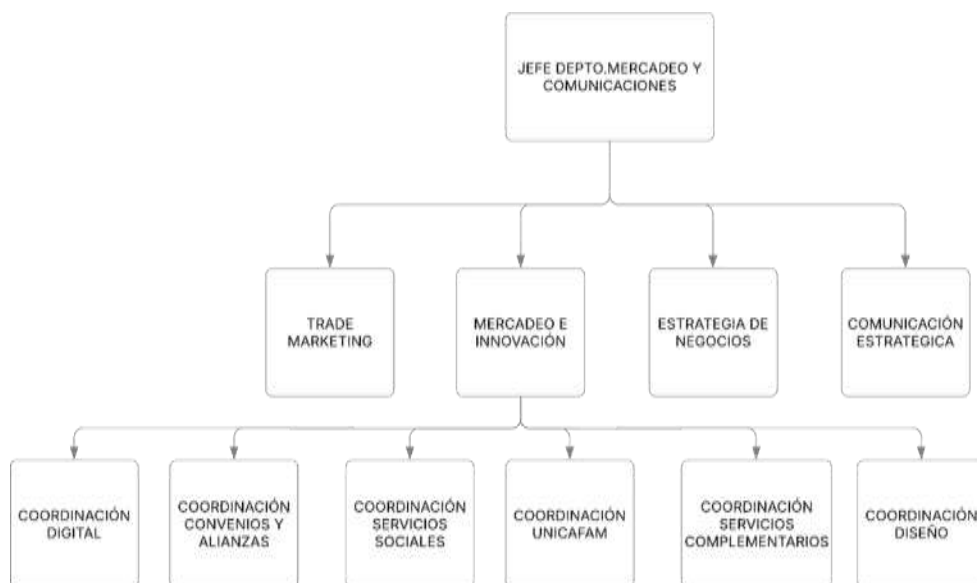 JEFE DEPTO.MERCADEO Y
COMUNICACIONES
TRADE
MARKETING
MERCADEO E
INNOVACIÓN
ESTRATEGIA DE
NEGOCIOS
COMUNICACIÓN
ESTRATEGICA
COORDINACIÓN
DIGITAL
COORDINACIÓN
CONVENIOS Y
ALIANZAS
COORDINACIÓN
SERVICIOS
SOCIALES
COORDINACIÓN
UNICAFAM
COORDINACIÓN
SERVICIOS
COMPLEMENTARIOS
COORDINACIÓN
DISEÑO